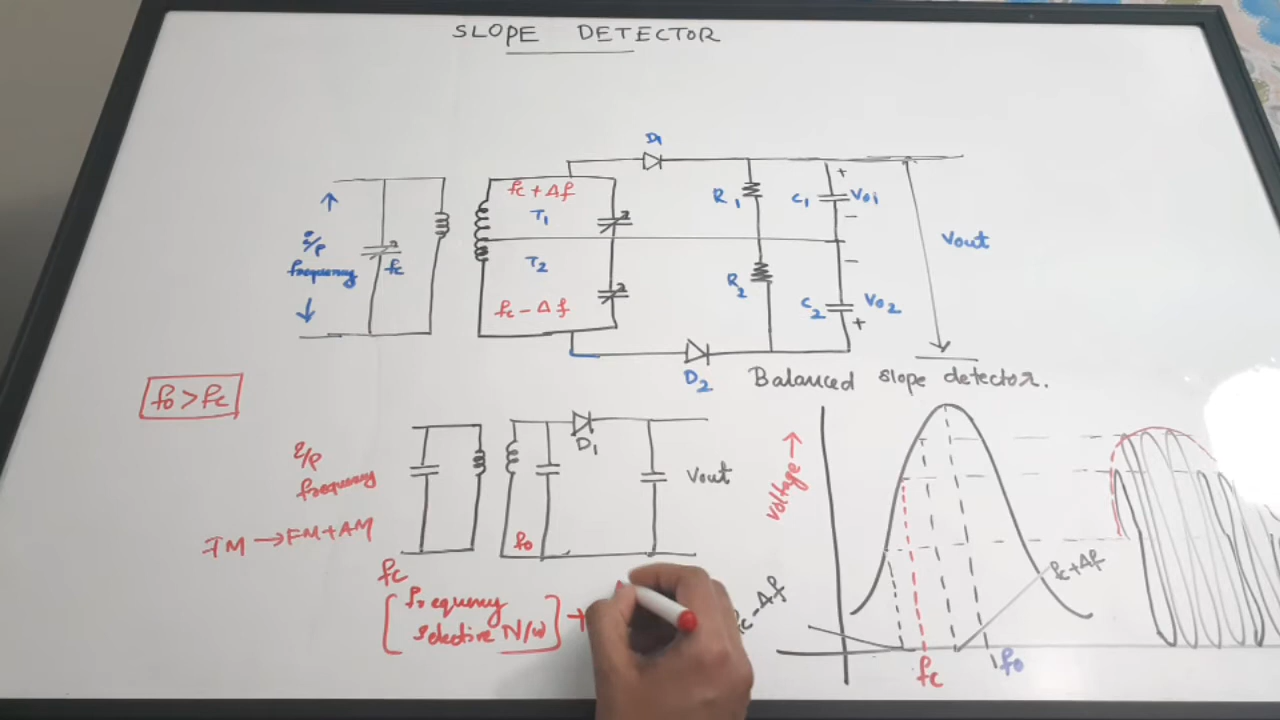 SLOPE DETECTOR
D1
fc + Δf
T1
R1
C1
+
Vo1
−
Vout
i/p
frequency
fc
T2
R2
−
fc − Δf
C2
Vo2
+
D2
Balanced slope detector.
fo > fc
D1
i/p
frequency
Vout
voltage →
FM → FM + AM
fo
fc
fc + Δf
[ frequency
selective N/w ] +
fc − Δf
fc
fo